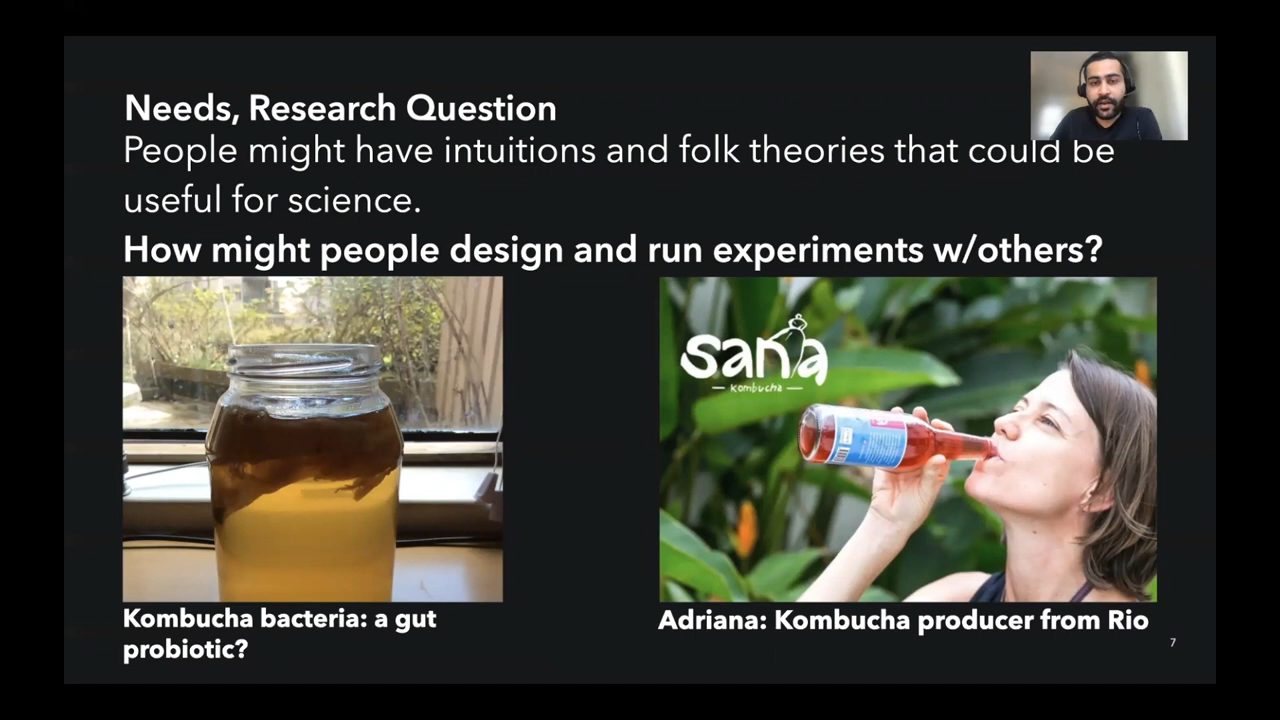 Needs, Research Question
People might have intuitions and folk theories that could be
useful for science.
How might people design and run experiments w/others?
sana
kombucha
Kombucha bacteria: a gut
probiotic?
Adriana: Kombucha producer from Rio
7